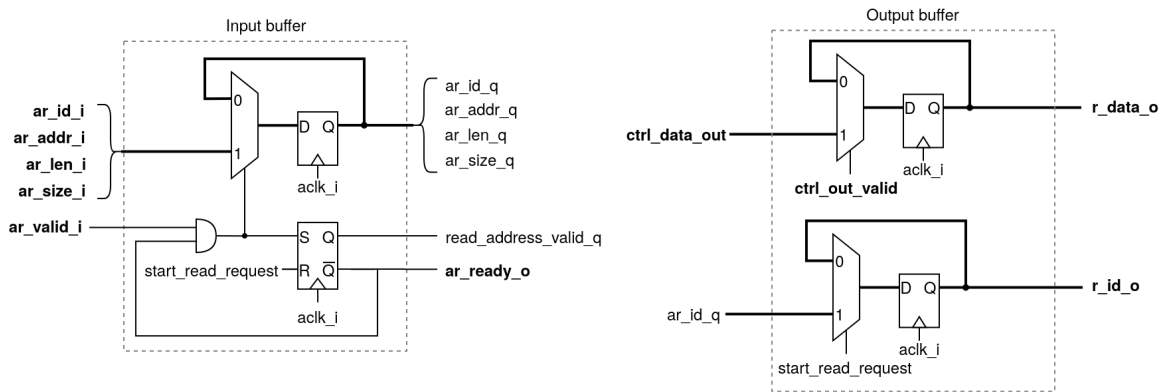 Input buffer
ar_id_i
ar_addr_i
ar_len_i
ar_size_i
0
1
D Q
aclk_i
ar_id_q
ar_addr_q
ar_len_q
ar_size_q
ar_valid_i
S Q
read_address_valid_q
start_read_request
R Q̅
ar_ready_o
aclk_i
Output buffer
0
D Q
r_data_o
ctrl_data_out
1
aclk_i
ctrl_out_valid
0
D Q
r_id_o
ar_id_q
1
aclk_i
start_read_request